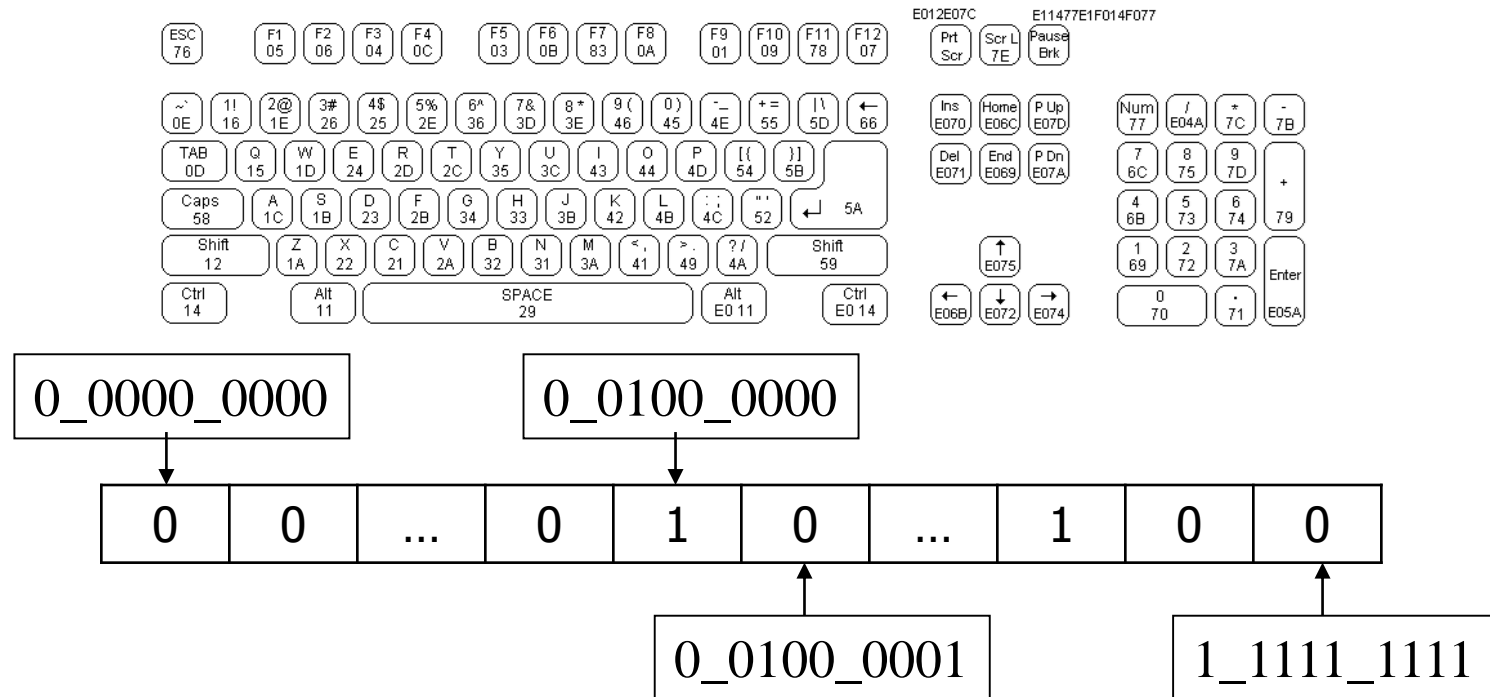 E012E07C E11477E1F014F077
ESC F1 F2 F3 F4 F5 F6 F7 F8 F9 F10 F11 F12 Prt Scr L Pause
76 05 06 04 0C 03 0B 83 0A 01 09 78 07 Scr 7E Brk
~` 1! 2@ 3# 4$ 5% 6^ 7& 8* 9( 0) -_ += |\ ← Ins Home P Up Num / * -
0E 16 1E 26 25 2E 36 3D 3E 46 45 4E 55 5D 66 E070 E06C E07D 77 E04A 7C 7B
TAB Q W E R T Y U I O P [{ }] Del End P Dn 7 8 9
0D 15 1D 24 2D 2C 35 3C 43 44 4D 54 5B E071 E069 E07A 6C 75 7D +
Caps A S D F G H J K L : ; " ' ↵ 5A 4 5 6
58 1C 1B 23 2B 34 33 3B 42 4B 4C 52 6B 73 74 79
Shift Z X C V B N M < , > . ? / Shift ↑ 1 2 3
12 1A 22 21 2A 32 31 3A 41 49 4A 59 E075 69 72 7A Enter
Ctrl Alt SPACE Alt Ctrl ← ↓ → 0 .
14 11 29 E0 11 E0 14 E06B E072 E074 70 71 E05A
0_0000_0000 0_0100_0000
0 0 ... 0 1 0 ... 1 0 0
0_0100_0001 1_1111_1111